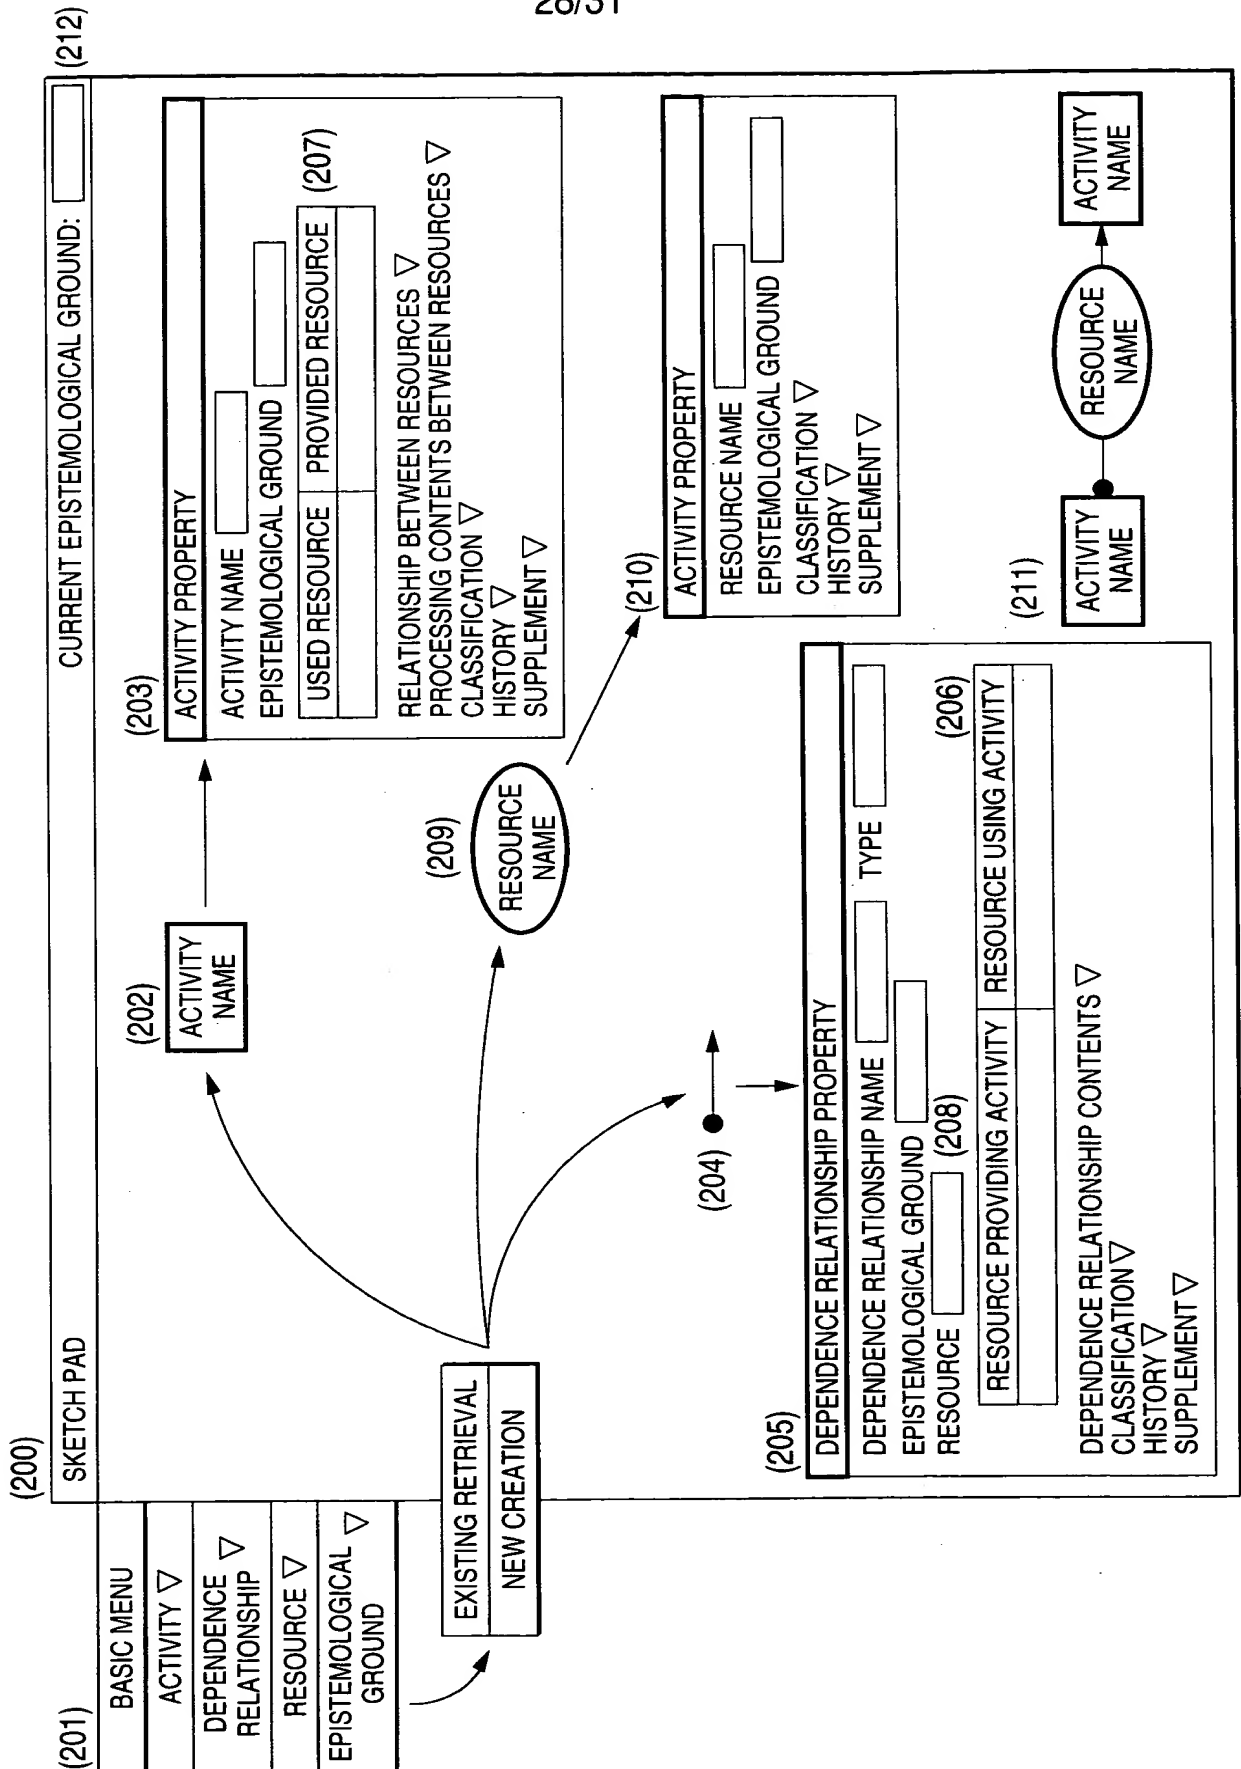 28/31
(200)
SKETCH PAD
CURRENT EPISTEMOLOGICAL GROUND:
(212)
(201)
BASIC MENU
ACTIVITY ▽
DEPENDENCE ▽
RELATIONSHIP
RESOURCE ▽
EPISTEMOLOGICAL ▽
GROUND
EXISTING RETRIEVAL
NEW CREATION
(202)
ACTIVITY
NAME
(203)
ACTIVITY PROPERTY
ACTIVITY NAME
EPISTEMOLOGICAL GROUND
USED RESOURCE PROVIDED RESOURCE
(207)
RELATIONSHIP BETWEEN RESOURCES ▽
PROCESSING CONTENTS BETWEEN RESOURCES ▽
CLASSIFICATION ▽
HISTORY ▽
SUPPLEMENT ▽
(209)
RESOURCE
NAME
(210)
ACTIVITY PROPERTY
RESOURCE NAME
EPISTEMOLOGICAL GROUND
CLASSIFICATION ▽
HISTORY ▽
SUPPLEMENT ▽
(204)
(205)
DEPENDENCE RELATIONSHIP PROPERTY
DEPENDENCE RELATIONSHIP NAME TYPE
EPISTEMOLOGICAL GROUND
RESOURCE (208)
(206)
RESOURCE PROVIDING ACTIVITY RESOURCE USING ACTIVITY
DEPENDENCE RELATIONSHIP CONTENTS ▽
CLASSIFICATION ▽
HISTORY ▽
SUPPLEMENT ▽
(211)
ACTIVITY
NAME
RESOURCE
NAME
ACTIVITY
NAME